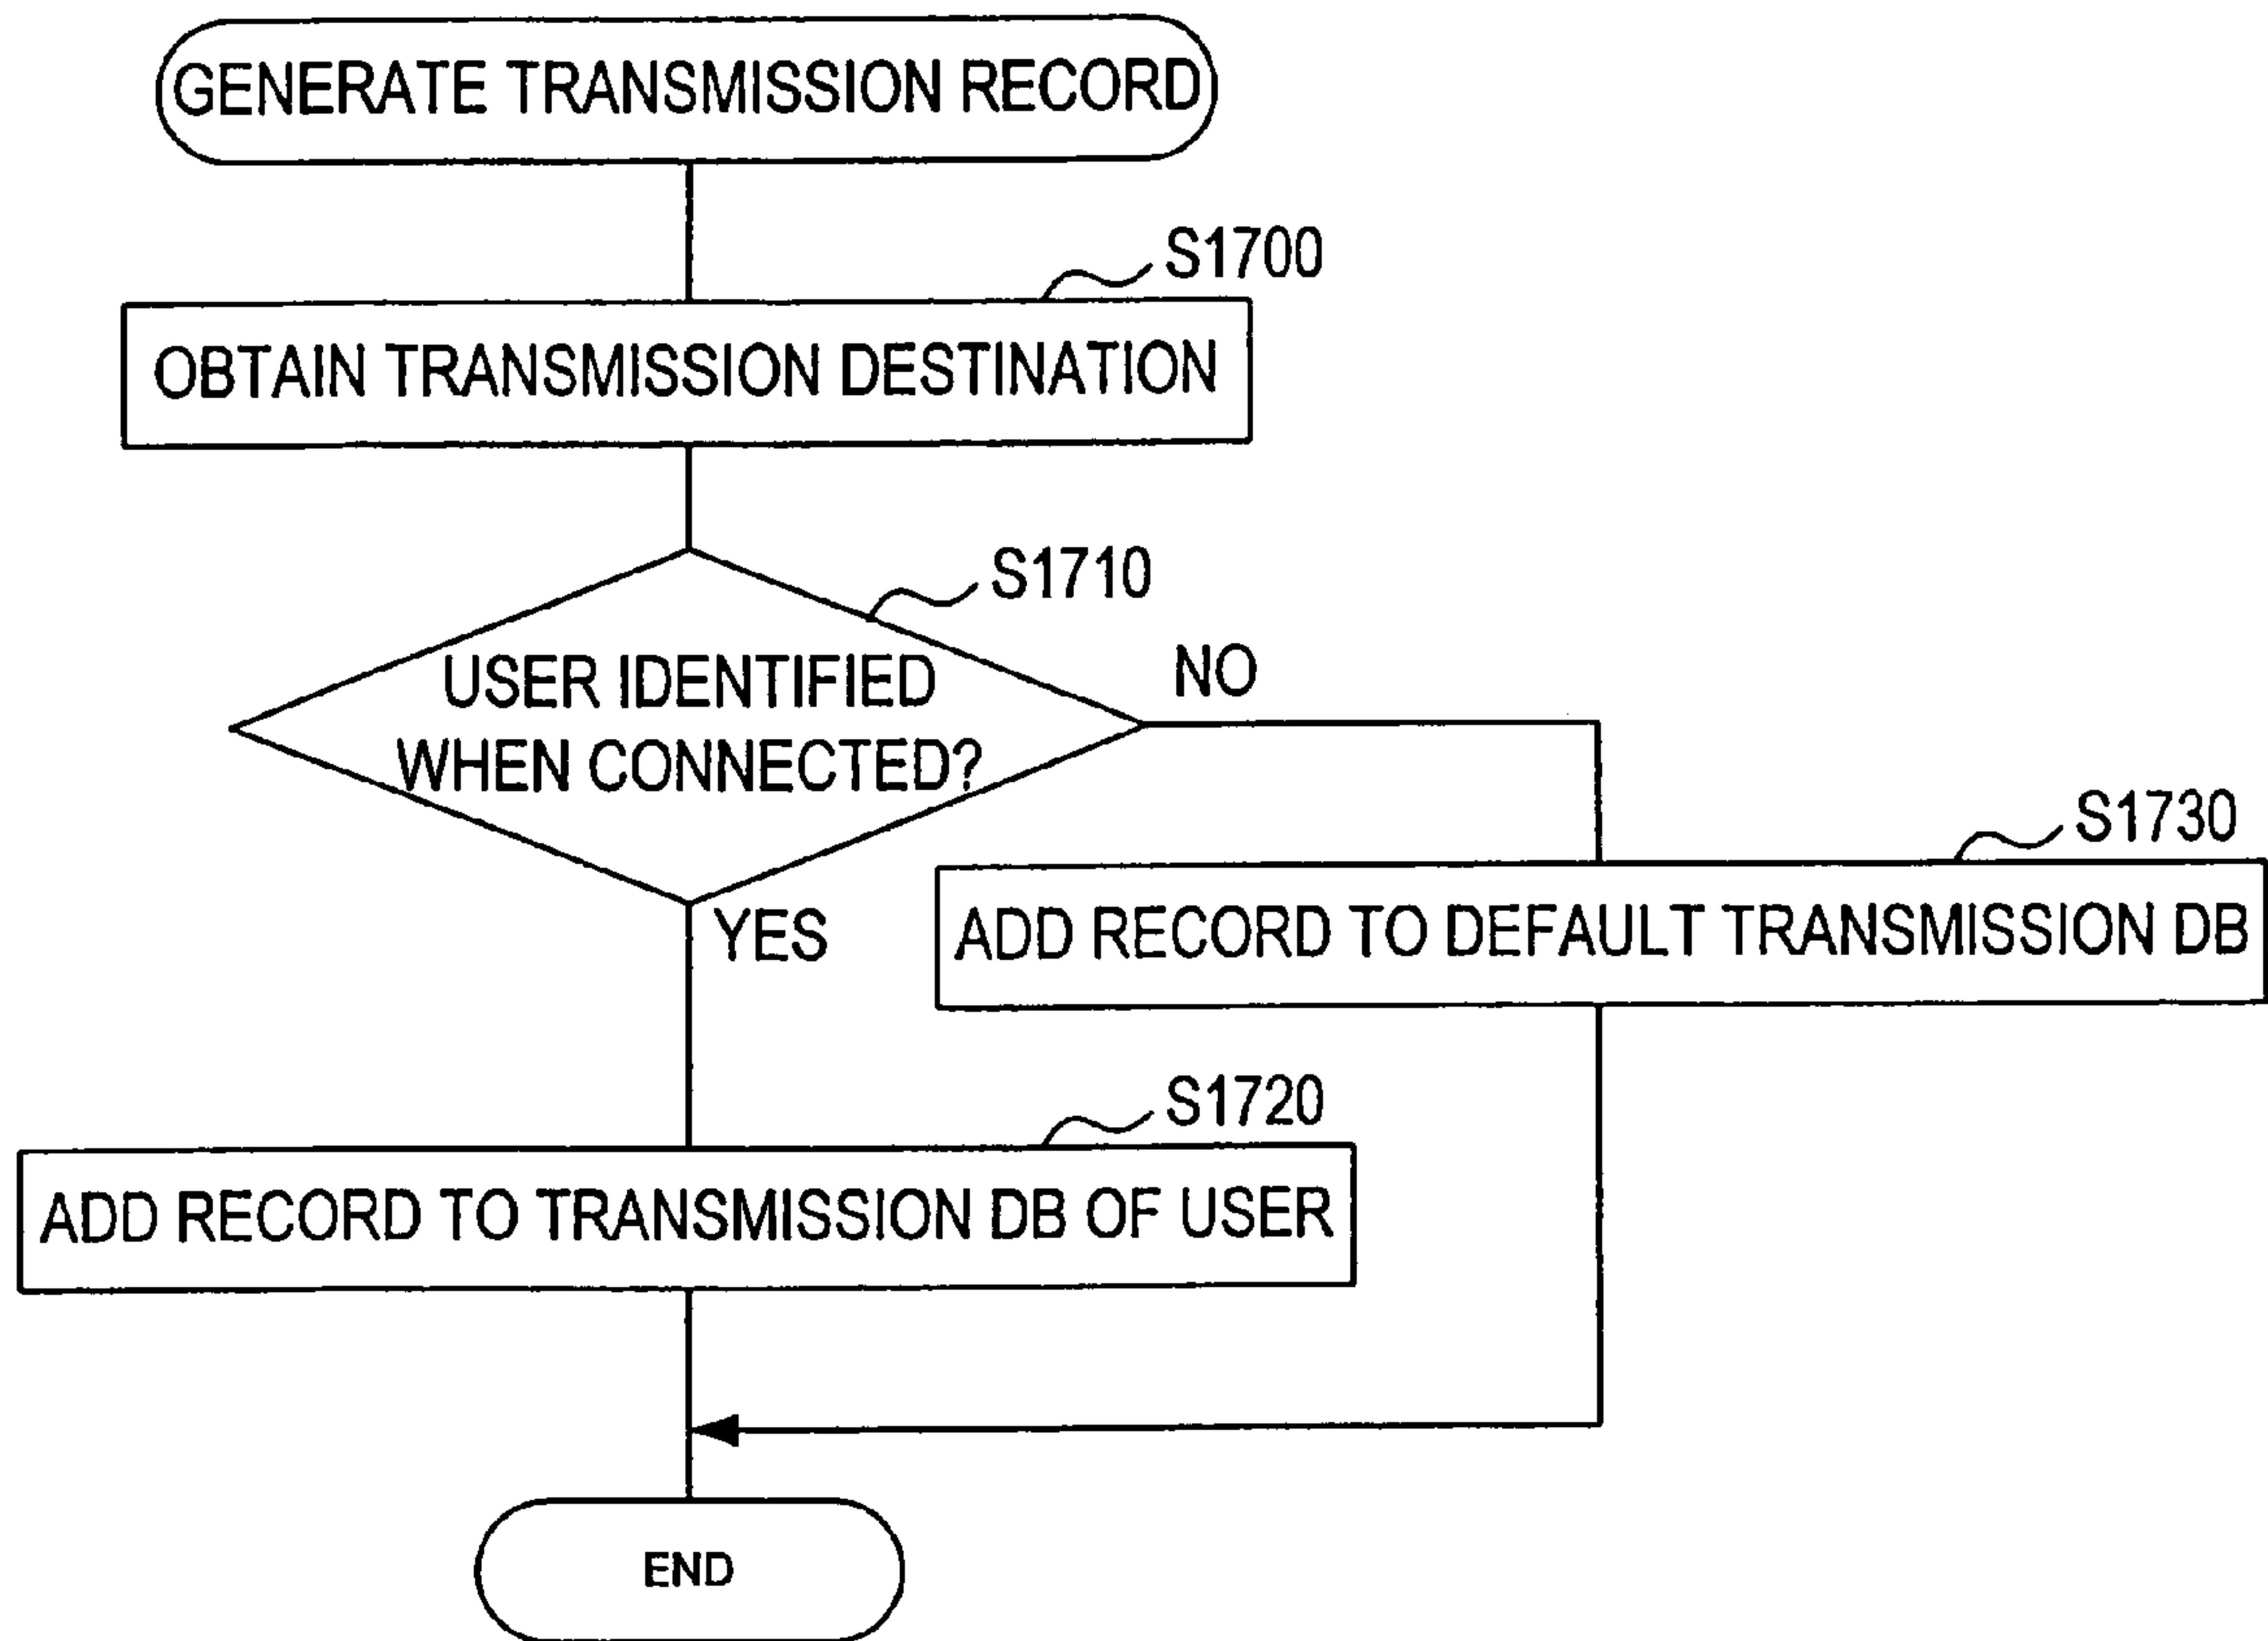 GENERATE TRANSMISSION RECORD
S1700
OBTAIN TRANSMISSION DESTINATION
S1710
USER IDENTIFIED
WHEN CONNECTED?
NO
YES
S1730
ADD RECORD TO DEFAULT TRANSMISSION DB
S1720
ADD RECORD TO TRANSMISSION DB OF USER
END